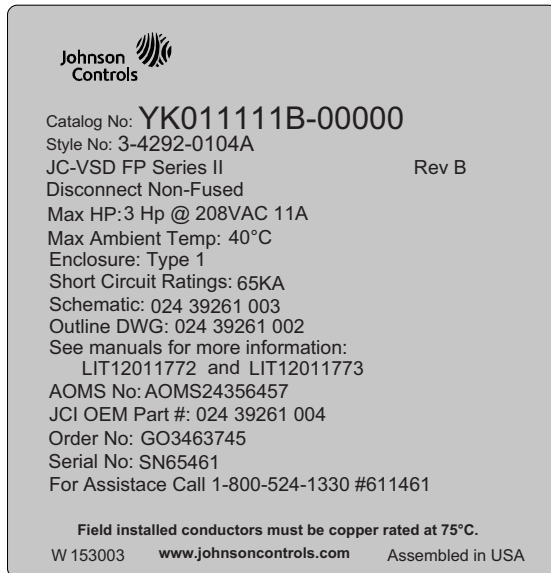 Johnson
Controls
Catalog No: YK011111B-00000
Style No: 3-4292-0104A
JC-VSD FP Series II Rev B
Disconnect Non-Fused
Max HP: 3 Hp @ 208VAC 11A
Max Ambient Temp: 40°C
Enclosure: Type 1
Short Circuit Ratings: 65KA
Schematic: 024 39261 003
Outline DWG: 024 39261 002
See manuals for more information:
LIT12011772 and LIT12011773
AOMS No: AOMS24356457
JCI OEM Part #: 024 39261 004
Order No: GO3463745
Serial No: SN65461
For Assistace Call 1-800-524-1330 #611461
Field installed conductors must be copper rated at 75°C.
W 153003 www.johnsoncontrols.com Assembled in USA